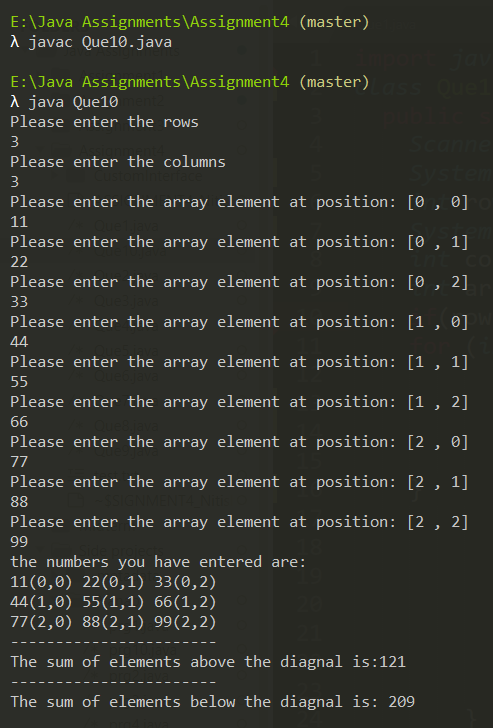 E:\Java Assignments\Assignment4 (master)
λ javac Que10.java
E:\Java Assignments\Assignment4 (master)
λ java Que10
Please enter the rows
3
Please enter the columns
3
Please enter the array element at position: [0 , 0]
11
Please enter the array element at position: [0 , 1]
22
Please enter the array element at position: [0 , 2]
33
Please enter the array element at position: [1 , 0]
44
Please enter the array element at position: [1 , 1]
55
Please enter the array element at position: [1 , 2]
66
Please enter the array element at position: [2 , 0]
77
Please enter the array element at position: [2 , 1]
88
Please enter the array element at position: [2 , 2]
99
the numbers you have entered are:
11(0,0) 22(0,1) 33(0,2)
44(1,0) 55(1,1) 66(1,2)
77(2,0) 88(2,1) 99(2,2)
-----------------------
The sum of elements above the diagnal is:121
-----------------------
The sum of elements below the diagnal is: 209